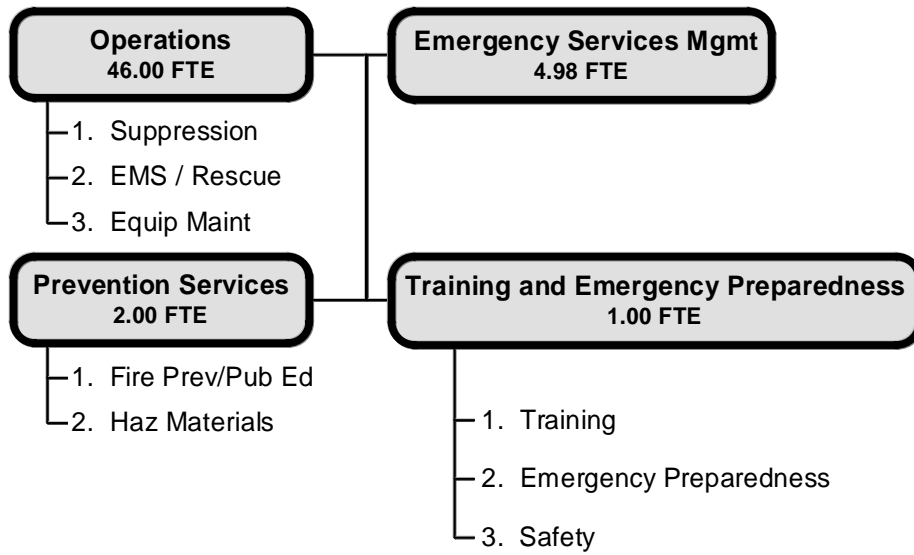 Operations
46.00 FTE
1. Suppression
2. EMS / Rescue
3. Equip Maint
Emergency Services Mgmt
4.98 FTE
Prevention Services
2.00 FTE
1. Fire Prev/Pub Ed
2. Haz Materials
Training and Emergency Preparedness
1.00 FTE
1. Training
2. Emergency Preparedness
3. Safety